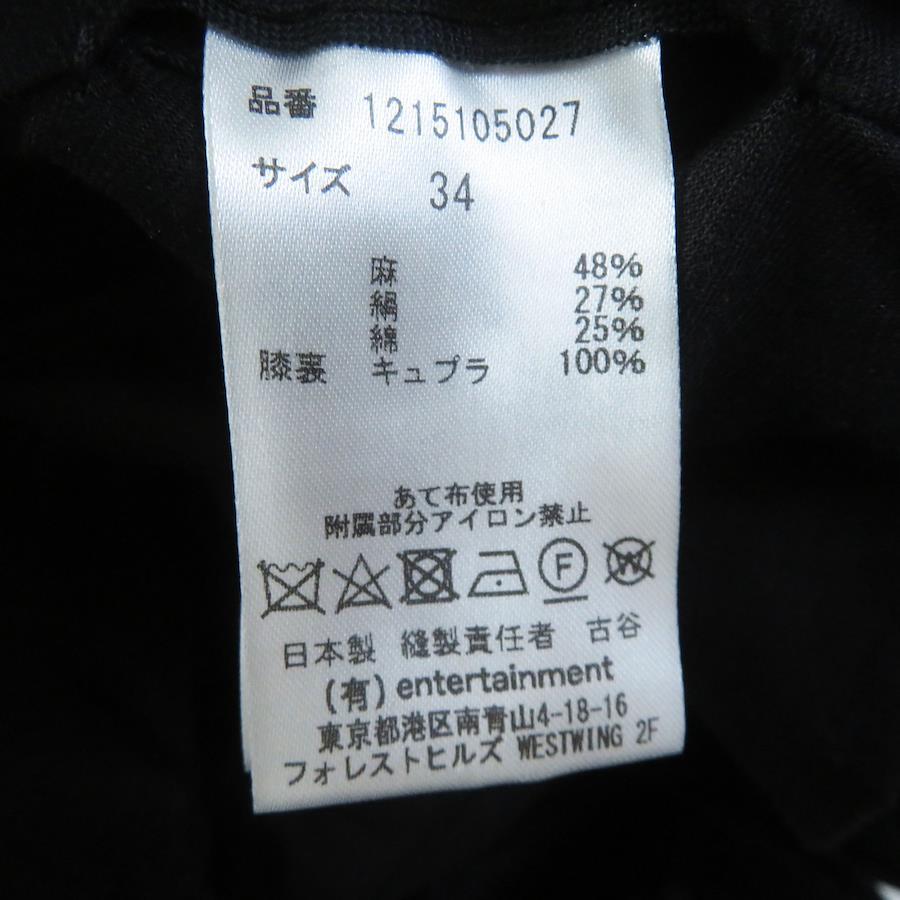 品番 1215105027
サイズ 34
麻 48%
絹 27%
綿 25%
膝裏 キュプラ 100%
あて布使用
附属部分アイロン禁止
F W
日本製 縫製責任者 古谷
(有) entertainment
東京都港区南青山4-18-16
フォレストヒルズ WESTWING 2F